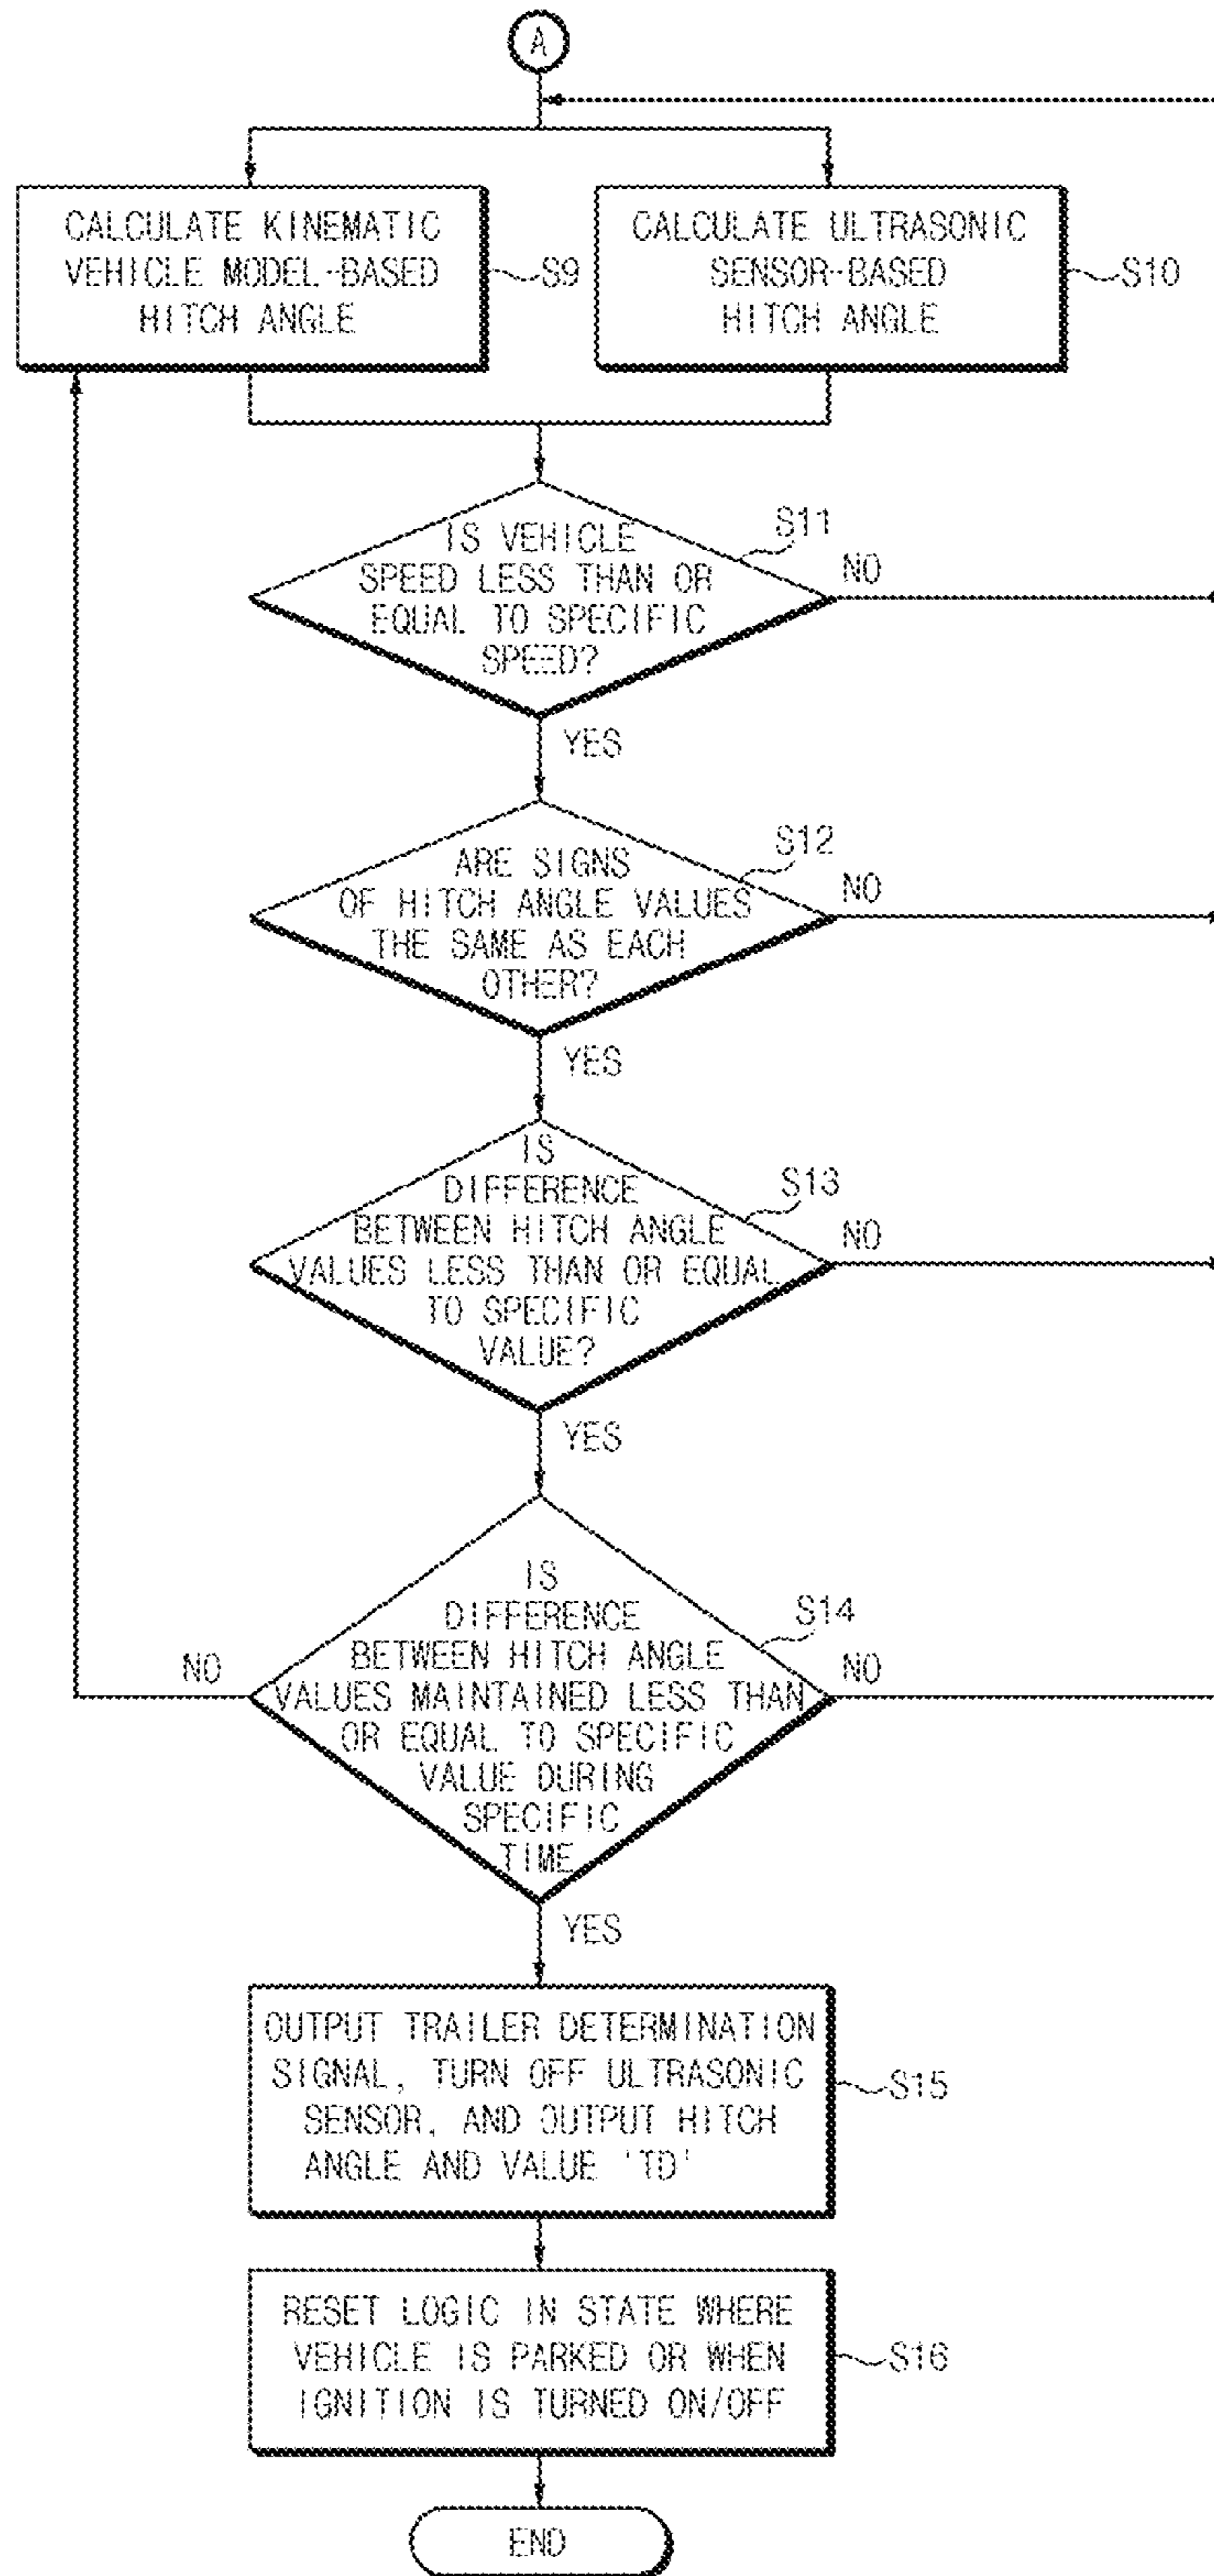 A
CALCULATE KINEMATIC
VEHICLE MODEL-BASED
HITCH ANGLE
S9
CALCULATE ULTRASONIC
SENSOR-BASED
HITCH ANGLE
S10
IS VEHICLE
SPEED LESS THAN OR
EQUAL TO SPECIFIC
SPEED?
S11
NO
YES
ARE SIGNS
OF HITCH ANGLE VALUES
THE SAME AS EACH
OTHER?
S12
NO
YES
IS
DIFFERENCE
BETWEEN HITCH ANGLE
VALUES LESS THAN OR EQUAL
TO SPECIFIC
VALUE?
S13
NO
YES
IS
DIFFERENCE
BETWEEN HITCH ANGLE
VALUES MAINTAINED LESS THAN
OR EQUAL TO SPECIFIC
VALUE DURING
SPECIFIC
TIME
S14
NO
NO
YES
OUTPUT TRAILER DETERMINATION
SIGNAL, TURN OFF ULTRASONIC
SENSOR, AND OUTPUT HITCH
ANGLE AND VALUE 'TD'
S15
RESET LOGIC IN STATE WHERE
VEHICLE IS PARKED OR WHEN
IGNITION IS TURNED ON/OFF
S16
END